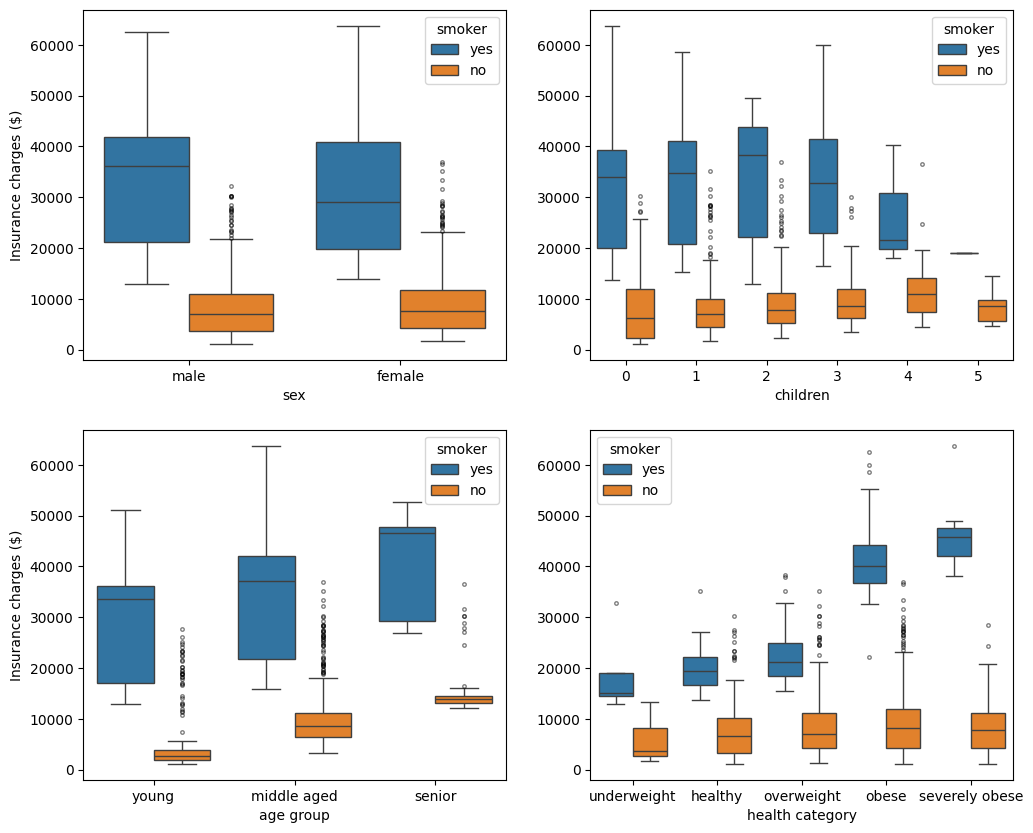 Insurance charges ($)
60000
50000
40000
30000
20000
10000
0
smoker
yes
no
male
female
sex
60000
50000
40000
30000
20000
10000
0
smoker
yes
no
0 1 2 3 4 5
children
Insurance charges ($)
60000
50000
40000
30000
20000
10000
0
smoker
yes
no
young
middle aged
senior
age group
60000
50000
40000
30000
20000
10000
0
smoker
yes
no
underweight
healthy
overweight
obese
severely obese
health category